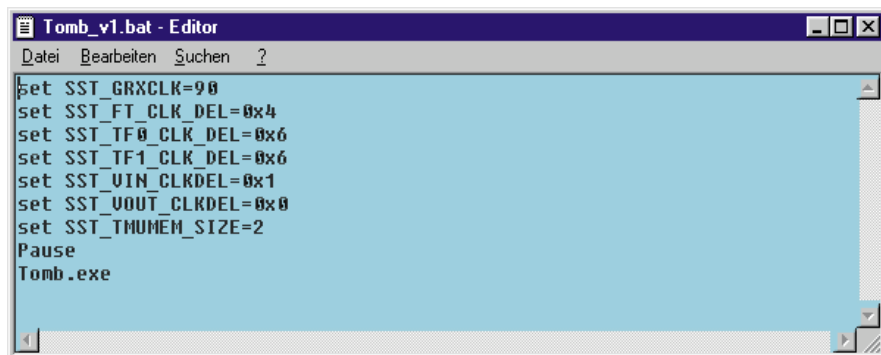 Tomb_v1.bat - Editor
Datei Bearbeiten Suchen ?
set SST_GRXCLK=90
set SST_FT_CLK_DEL=0x4
set SST_TF0_CLK_DEL=0x6
set SST_TF1_CLK_DEL=0x6
set SST_VIN_CLKDEL=0x1
set SST_VOUT_CLKDEL=0x0
set SST_TMUMEM_SIZE=2
Pause
Tomb.exe